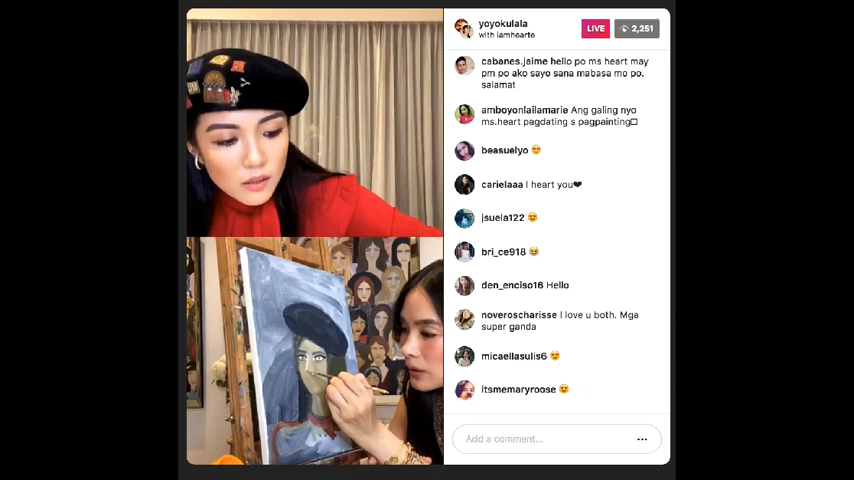 yoyokulala
with iamhearte
LIVE
2,251
cabanes.jaime hello po ms heart may
pm po ako sayo sana mabasa mo po.
salamat
amboyonlailamarie Ang galing nyo
ms.heart pagdating s pagpainting
beasuelyo 😍
carielaaa I heart you❤
jsuela122 😍
bri_ce918 😂
den_enciso16 Hello
noveroscharisse I love u both. Mga
super ganda
micaellasulis6 😍
Itsmemaryroose 😍
Add a comment...